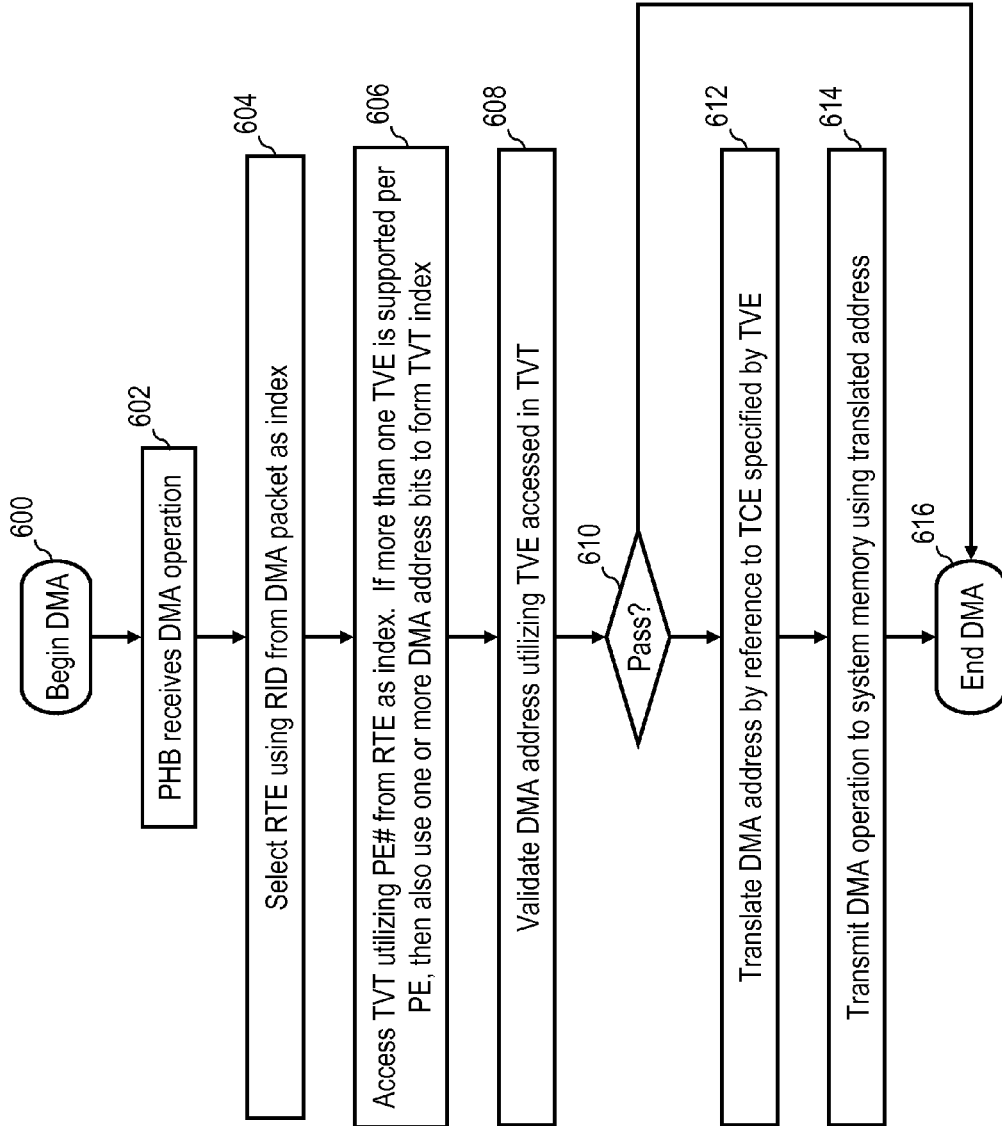 600
Begin DMA
602
PHB receives DMA operation
604
Select RTE using RID from DMA packet as index
606
Access TVT utilizing PE# from RTE as index. If more than one TVE is supported per
PE, then also use one or more DMA address bits to form TVT index
608
Validate DMA address utilizing TVE accessed in TVT
610
Pass?
612
Translate DMA address by reference to TCE specified by TVE
614
Transmit DMA operation to system memory using translated address
616
End DMA